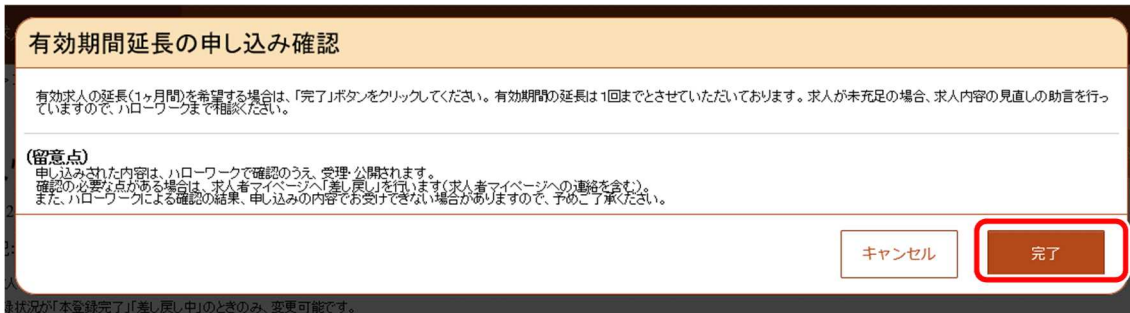 有効期間延長の申し込み確認
有効求人の延長(1ヶ月間)を希望する場合は、「完了」ボタンをクリックしてください。有効期間の延長は1回までとさせていただいております。求人が未充足の場合、求人内容の見直しの助言を行っ
ていますので、ハローワークまで相談ください。
(留意点)
申し込みされた内容は、ハローワークで確認のうえ、受理・公開されます。
確認の必要な点がある場合は、求人者マイページへ「差し戻し」を行います(求人者マイページへの連絡を含む)。
また、ハローワークによる確認の結果、申し込みの内容でお受けできない場合がありますので、予めご了承ください。
キャンセル
完了
状況が「本登録完了」「差し戻し中」のときのみ、変更可能です。